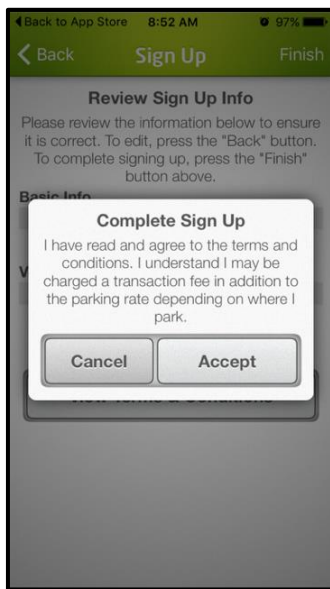 Back to App Store 8:52 AM 97%
Back Sign Up Finish
Review Sign Up Info
Please review the information below to ensure
it is correct. To edit, press the "Back" button.
To complete signing up, press the "Finish"
button above.
Basic Info
Complete Sign Up
I have read and agree to the terms and
conditions. I understand I may be
charged a transaction fee in addition to
the parking rate depending on where I
park.
V
Cancel Accept
View Terms & Conditions